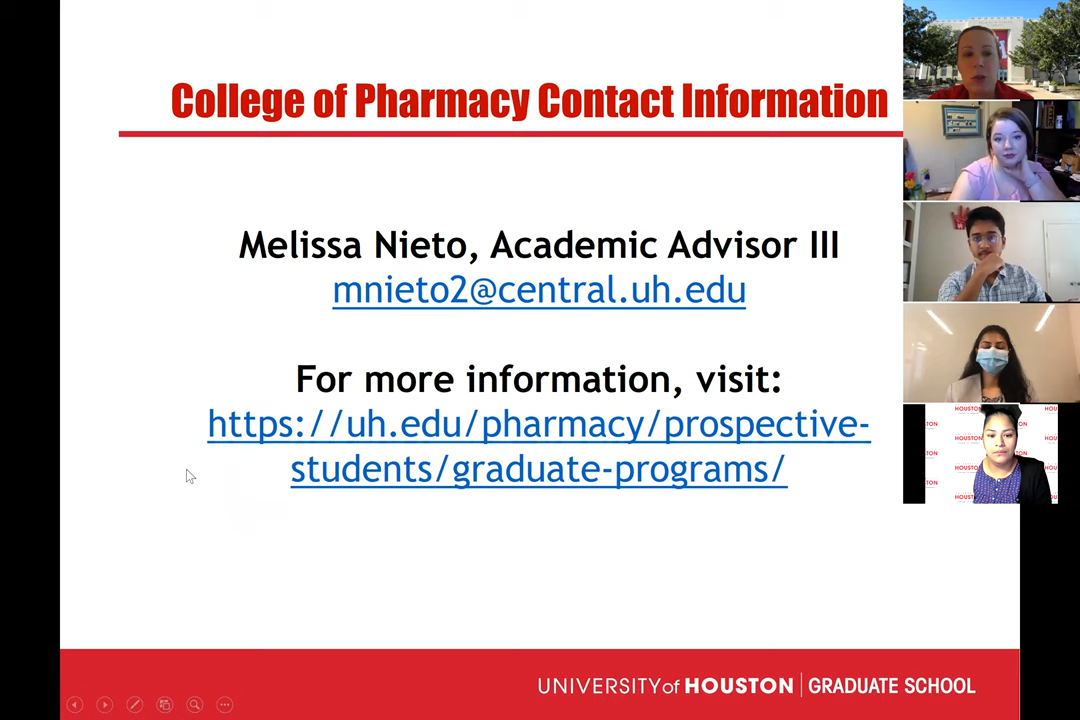 College of Pharmacy Contact Information
Melissa Nieto, Academic Advisor III
mnieto2@central.uh.edu
For more information, visit:
https://uh.edu/pharmacy/prospective-
students/graduate-programs/
HOUSTON
UNIVERSITY of HOUSTON | GRADUATE SCHOOL